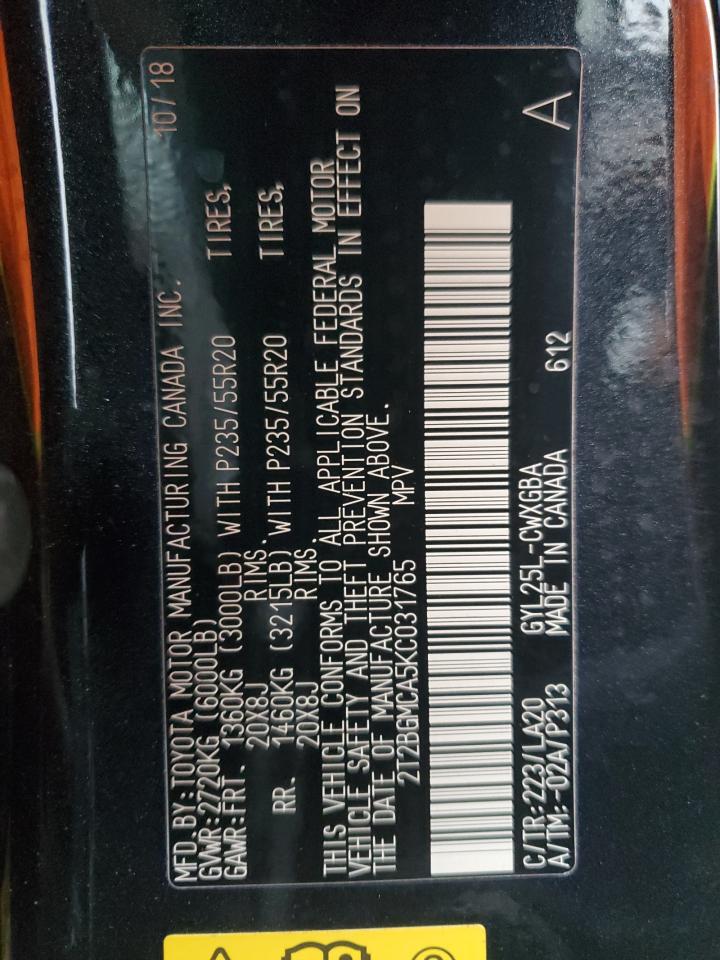 MFD.BY:TOYOTA MOTOR MANUFACTURING CANADA INC. 10/18
GVWR:2720KG (6000LB)
GAWR:FRT. 1360KG (3000LB) WITH P235/55R20 TIRES,
20X8J RIMS.
RR. 1460KG (3215LB) WITH P235/55R20 TIRES,
20X8J RIMS.
THIS VEHICLE CONFORMS TO ALL APPLICABLE FEDERAL MOTOR
VEHICLE SAFETY AND THEFT PREVENTION STANDARDS IN EFFECT ON
THE DATE OF MANUFACTURE SHOWN ABOVE.
2T2BGMCA5KC031765 MPV
C/TR:223/LA20 GYL25L-CWXGBA A
A/TM:-02A/P313 MADE IN CANADA 612